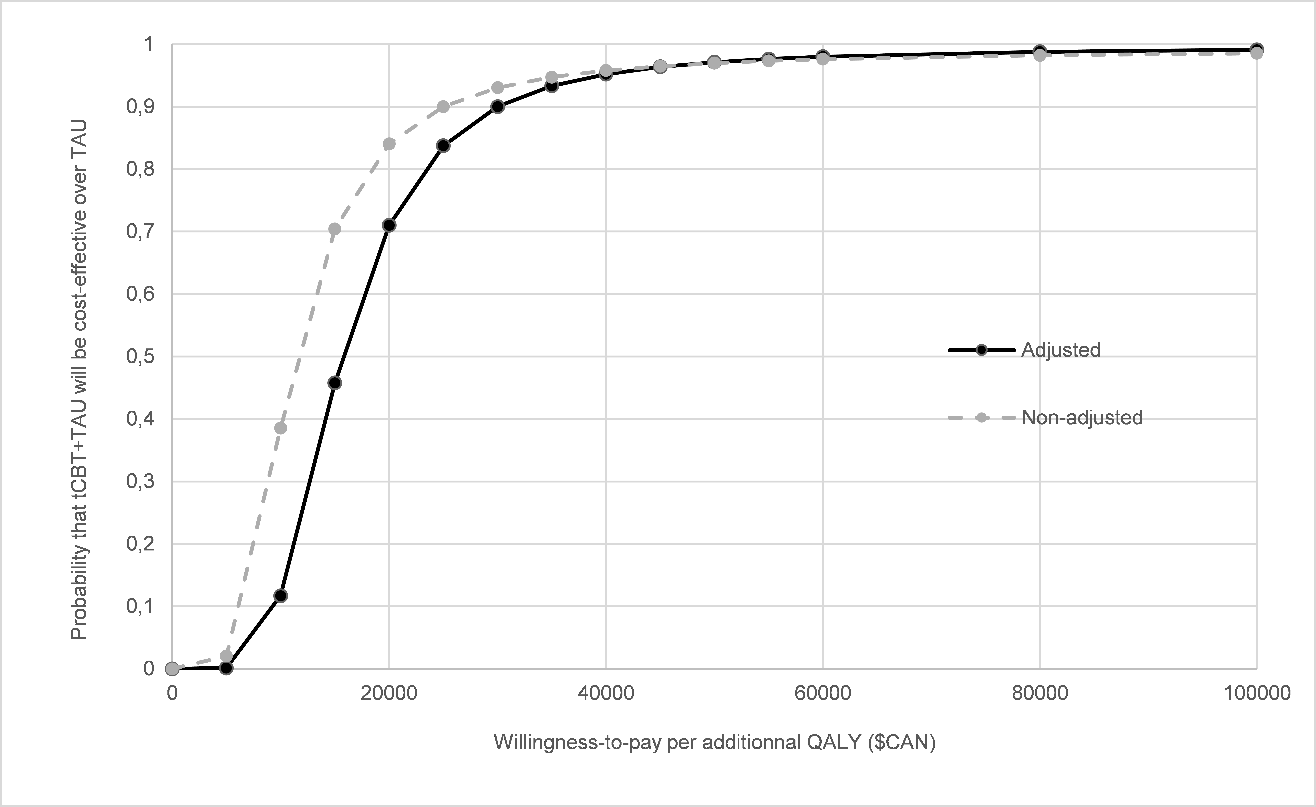 Probability that tCBT+TAU will be cost-effective over TAU
1
0,9
0,8
0,7
0,6
0,5
0,4
0,3
0,2
0,1
0
Adjusted
Non-adjusted
0 20000 40000 60000 80000 100000
Willingness-to-pay per additionnal QALY ($CAN)